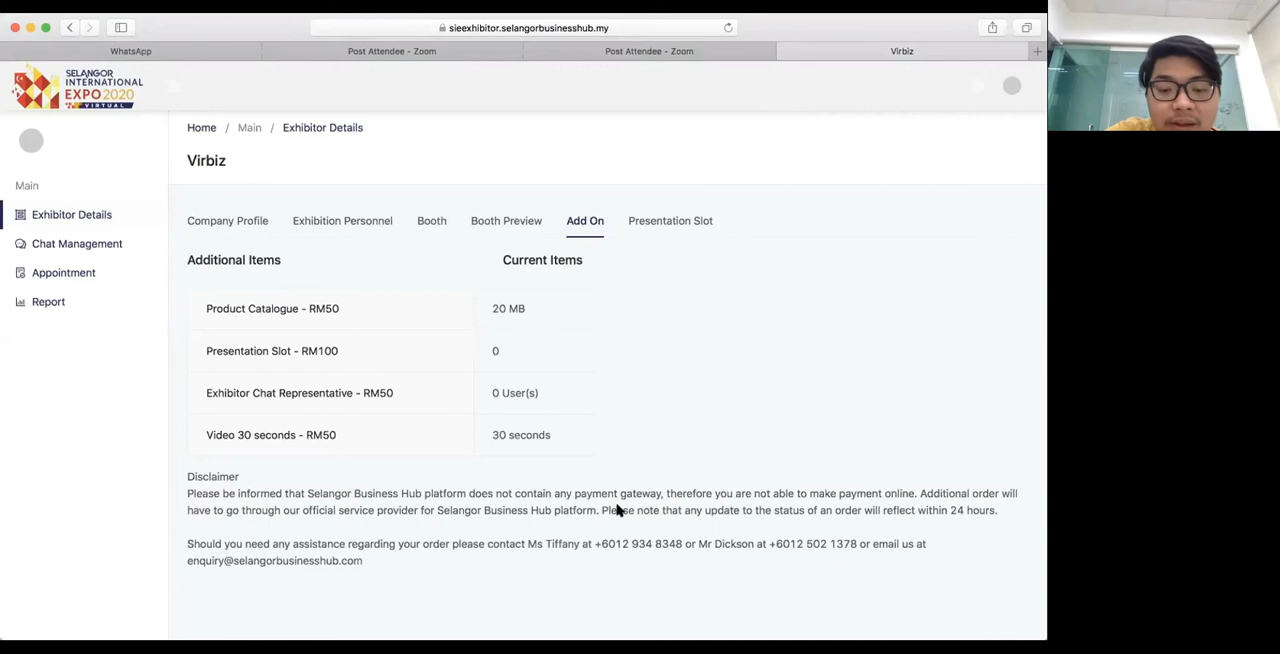 sieexhibitor.selangorbusinesshub.my
WhatsApp
Post Attendee - Zoom
Post Attendee - Zoom
Virbiz
SELANGOR
INTERNATIONAL
EXPO2020
VIRTUAL
Home / Main / Exhibitor Details
Virbiz
Main
Exhibitor Details
Chat Management
Appointment
Report
Company Profile
Exhibition Personnel
Booth
Booth Preview
Add On
Presentation Slot
Additional Items
Current Items
Product Catalogue - RM50
20 MB
Presentation Slot - RM100
0
Exhibitor Chat Representative - RM50
0 User(s)
Video 30 seconds - RM50
30 seconds
Disclaimer
Please be informed that Selangor Business Hub platform does not contain any payment gateway, therefore you are not able to make payment online. Additional order will
have to go through our official service provider for Selangor Business Hub platform. Please note that any update to the status of an order will reflect within 24 hours.
Should you need any assistance regarding your order please contact Ms Tiffany at +6012 934 8348 or Mr Dickson at +6012 502 1378 or email us at
enquiry@selangorbusinesshub.com